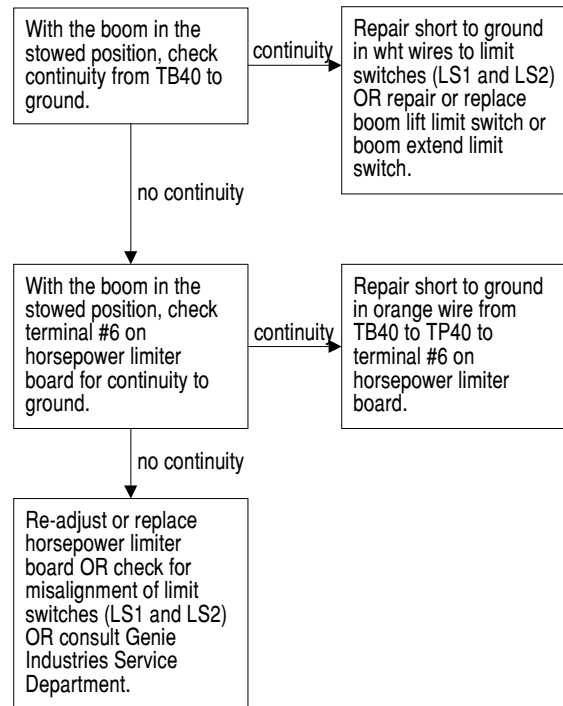 With the boom in
the stowed position, check
continuity from TB40 to
ground.
continuity
Repair short to ground
in wht wires to limit
switches (LS1 and LS2)
OR repair or replace
boom lift limit switch or
boom extend limit
switch.
no continuity
With the boom in the
stowed position, check
terminal #6 on
horsepower limiter
board for continuity to
ground.
continuity
Repair short to ground
in orange wire from
TB40 to TP40 to
terminal #6 on
horsepower limiter
board.
no continuity
Re-adjust or replace
horsepower limiter
board OR check for
misalignment of limit
switches (LS1 and LS2)
OR consult Genie
Industries Service
Department.